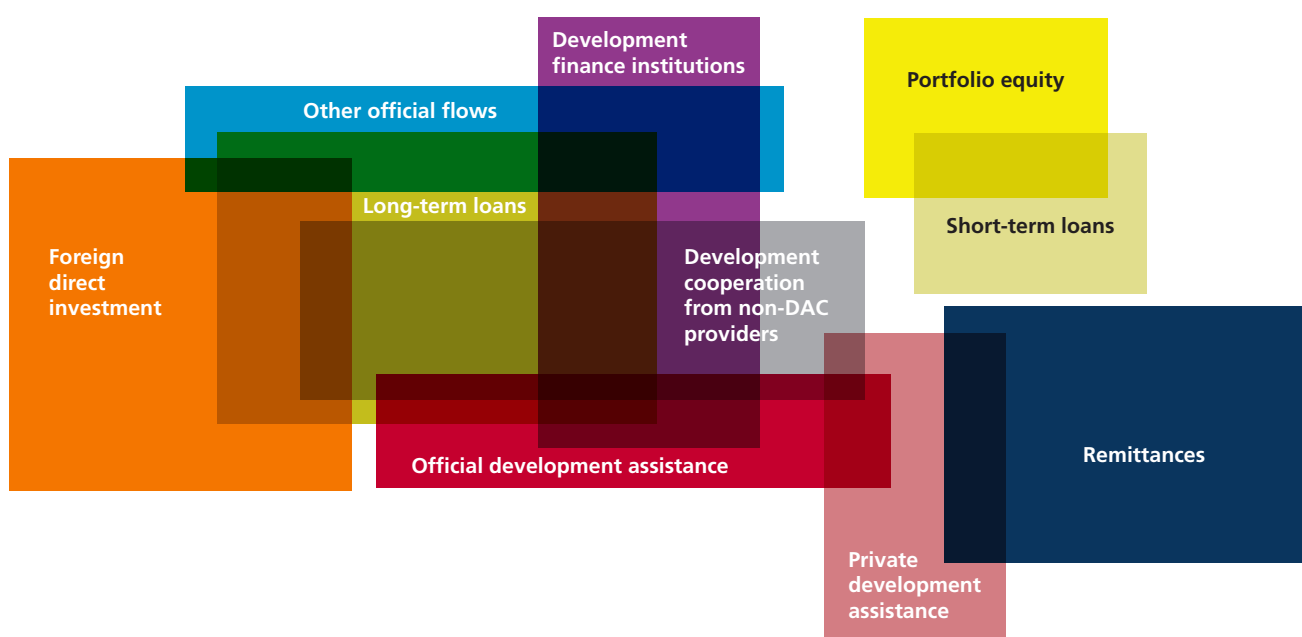 Development
finance institutions
Portfolio equity
Other official flows
Long-term loans
Short-term loans
Foreign
direct
investment
Development
cooperation
from non-DAC
providers
Official development assistance
Remittances
Private
development
assistance